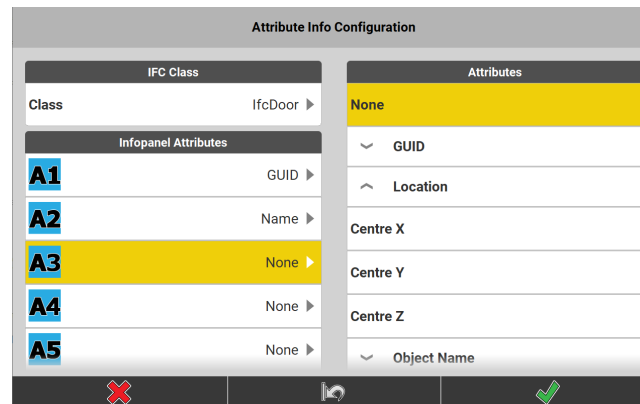 Attribute Info Configuration
IFC Class
Class IfcDoor
Infopanel Attributes
A1 GUID
A2 Name
A3 None
A4 None
A5 None
Attributes
None
GUID
Location
Centre X
Centre Y
Centre Z
Object Name